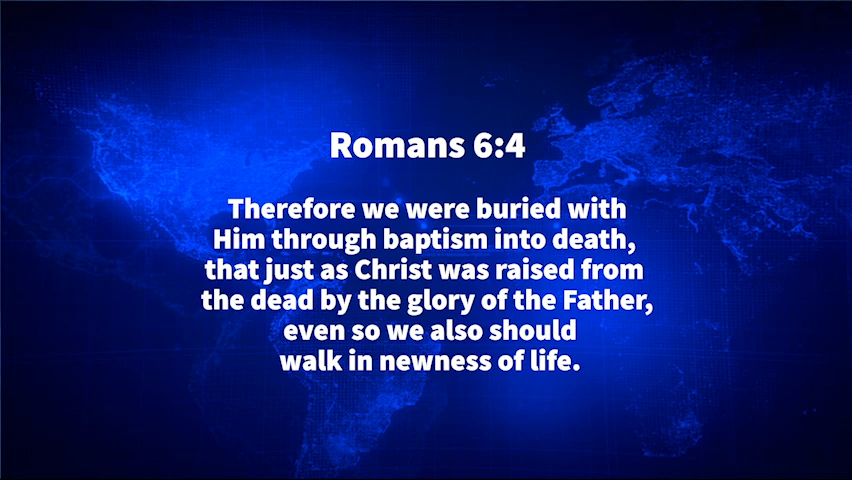 Romans 6:4
Therefore we were buried with
Him through baptism into death,
that just as Christ was raised from
the dead by the glory of the Father,
even so we also should
walk in newness of life.